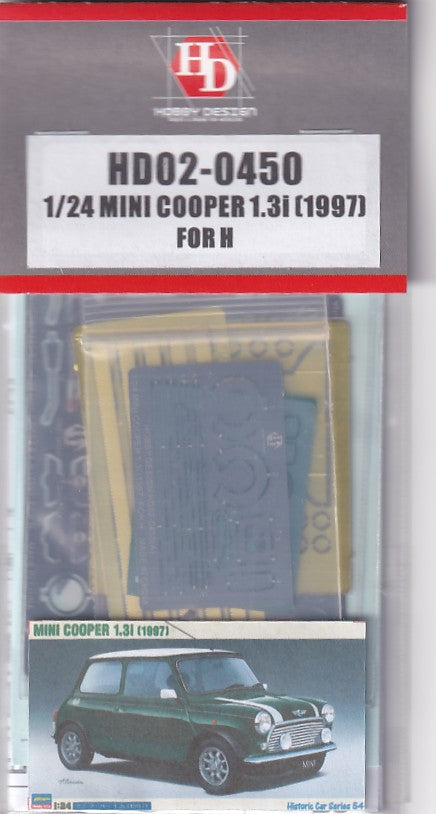 HD
HOBBY DESIGN
HD02-0450
1/24 MINI COOPER 1.3i (1997)
FOR H
MINI COOPER 1.3i (1997)
MINI
1:24
Historic Car Series 54